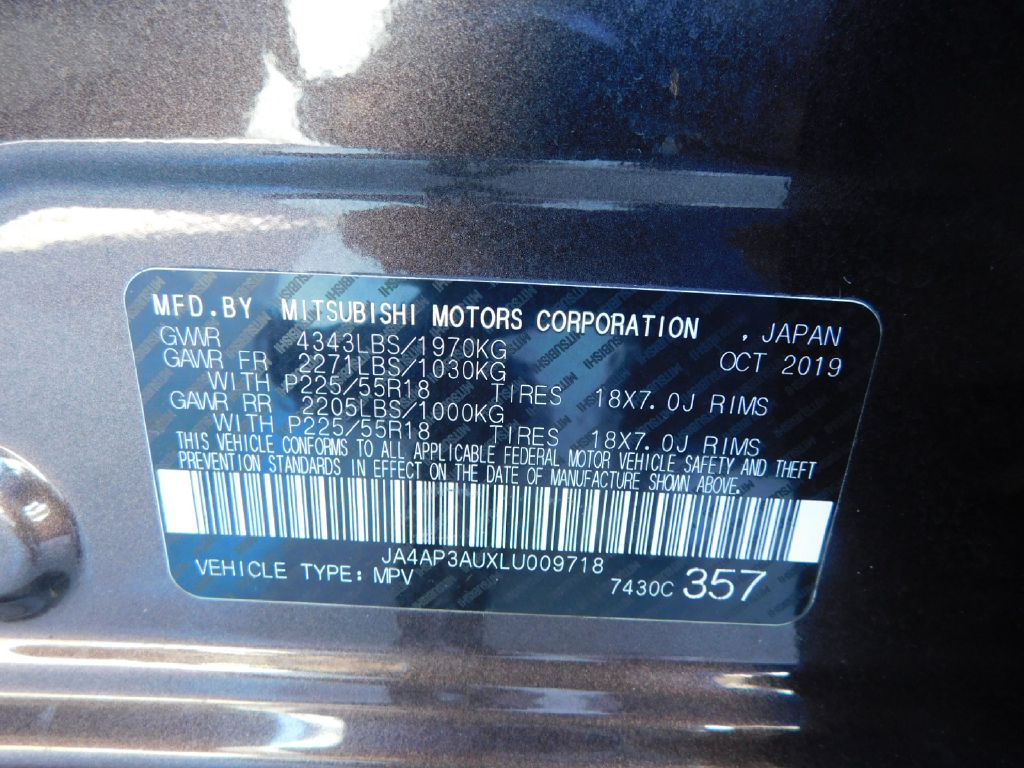 MFD.BY MITSUBISHI MOTORS CORPORATION , JAPAN
GVWR 4343LBS/1970KG OCT 2019
GAWR FR 2271LBS/1030KG
WITH P225/55R18 TIRES 18X7.0J RIMS
GAWR RR 2205LBS/1000KG
WITH P225/55R18 TIRES 18X7.0J RIMS
THIS VEHICLE CONFORMS TO ALL APPLICABLE FEDERAL MOTOR VEHICLE SAFETY AND THEFT
PREVENTION STANDARDS IN EFFECT ON THE DATE OF MANUFACTURE SHOWN ABOVE.
JA4AP3AUXLU009718
VEHICLE TYPE: MPV 7430C 357